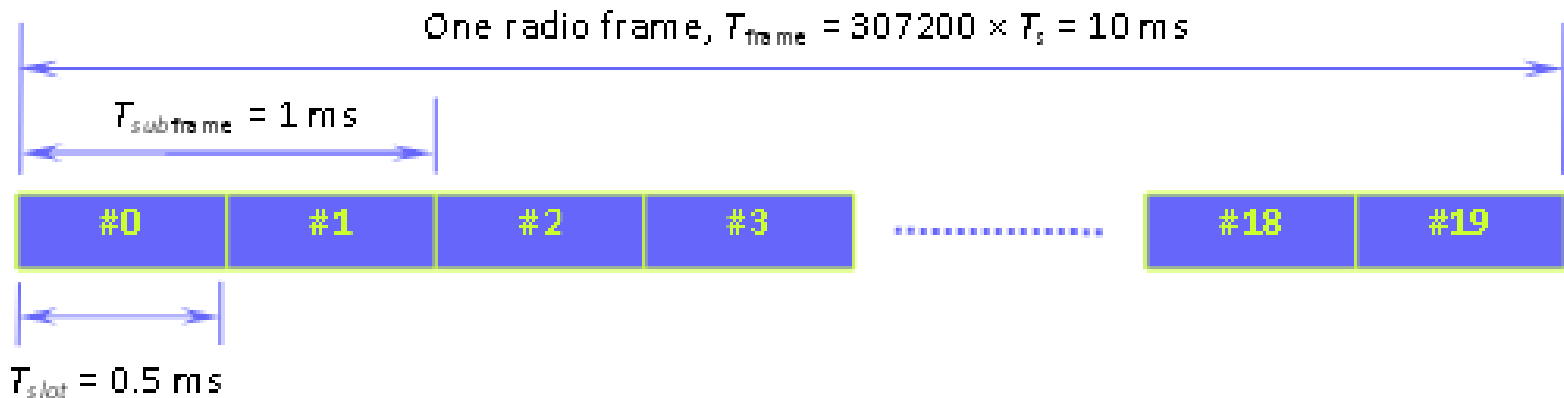 One radio frame, Tframe = 307200 × Ts = 10 ms
Tsubframe = 1 ms
#0 #1 #2 #3 #18 #19
Tslot = 0.5 ms